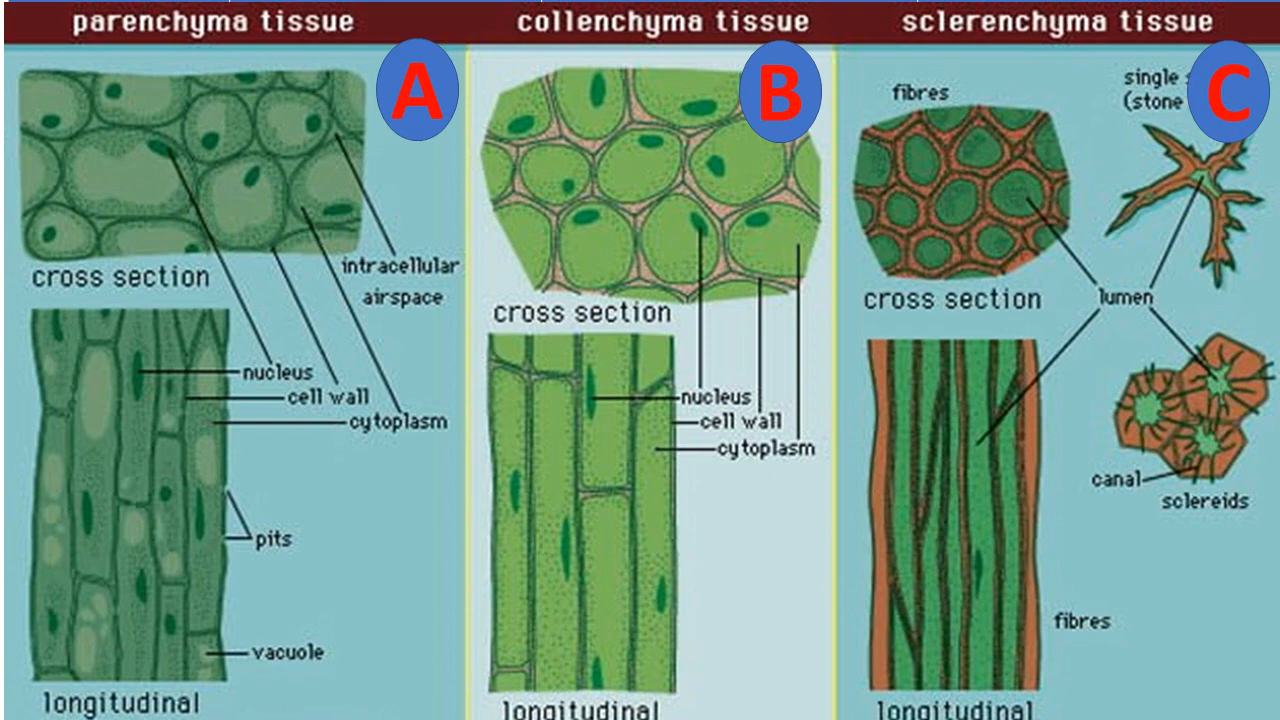 parenchyma tissue
A
cross section
intracellular
airspace
nucleus
cell wall
cytoplasm
pits
vacuole
longitudinal
collenchyma tissue
B
cross section
nucleus
cell wall
cytoplasm
longitudinal
sclerenchyma tissue
C
fibres
single
(stone
cross section
lumen
canal
sclereids
fibres
longitudinal